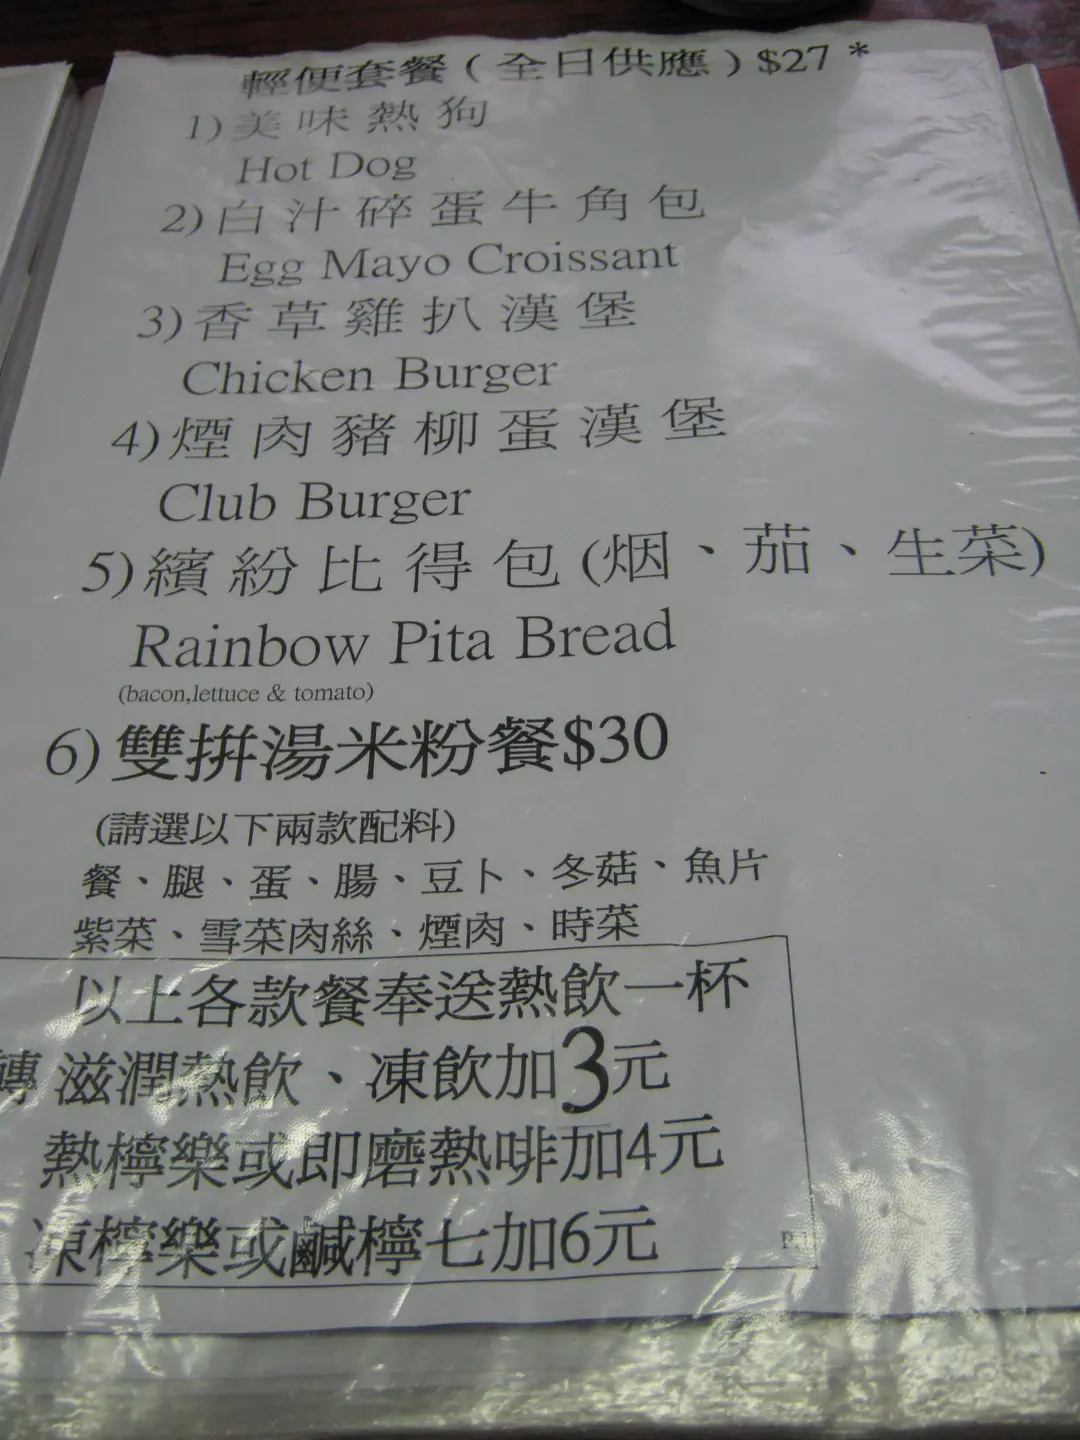 輕便套餐(全日供應)$27 *
1)美味熱狗
Hot Dog
2)白汁碎蛋牛角包
Egg Mayo Croissant
3)香草雞扒漢堡
Chicken Burger
4)煙肉豬柳蛋漢堡
Club Burger
5)繽紛比得包(烟、茄、生菜)
Rainbow Pita Bread
(bacon,lettuce & tomato)
6)雙拼湯米粉餐$30
(請選以下兩款配料)
餐、腿、蛋、腸、豆卜、冬菇、魚片
紫菜、雪菜肉絲、煙肉、時菜
以上各款餐奉送熱飲一杯
轉 滋潤熱飲、凍飲加3元
熱檸樂或即磨熱啡加4元
凍檸樂或鹹檸七加6元